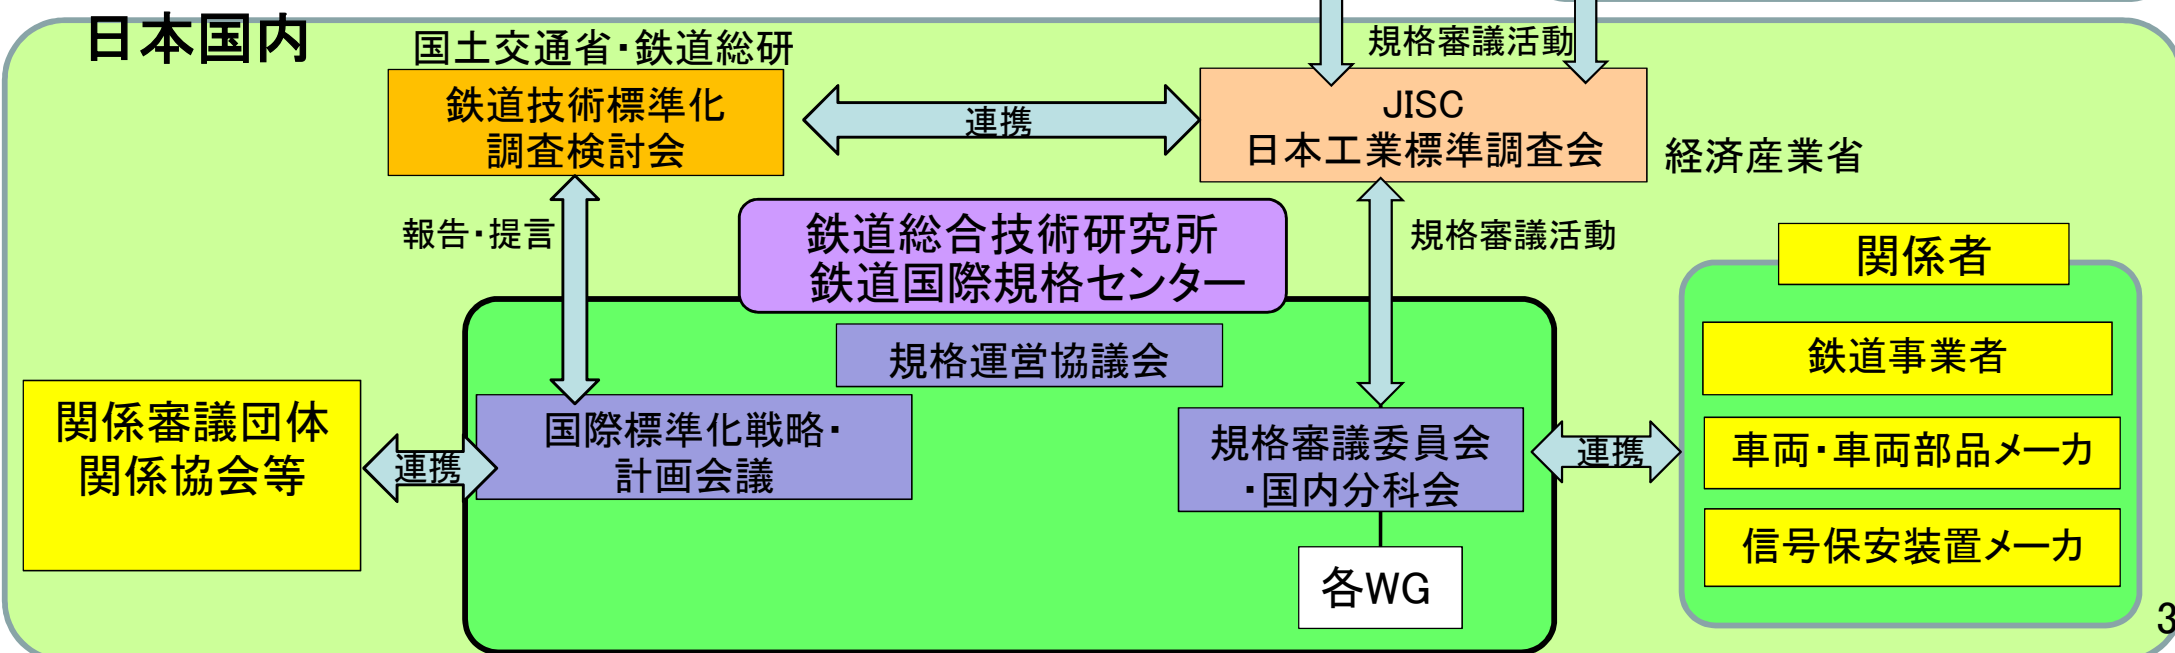 日本国内
国土交通省・鉄道総研
規格審議活動
鉄道技術標準化
調査検討会
連携
JISC
日本工業標準調査会
経済産業省
報告・提言
鉄道総合技術研究所
鉄道国際規格センター
規格審議活動
関係者
規格運営協議会
鉄道事業者
関係審議団体
関係協会等
連携
国際標準化戦略・
計画会議
規格審議委員会
・国内分科会
連携
車両・車両部品メーカ
信号保安装置メーカ
各WG
3